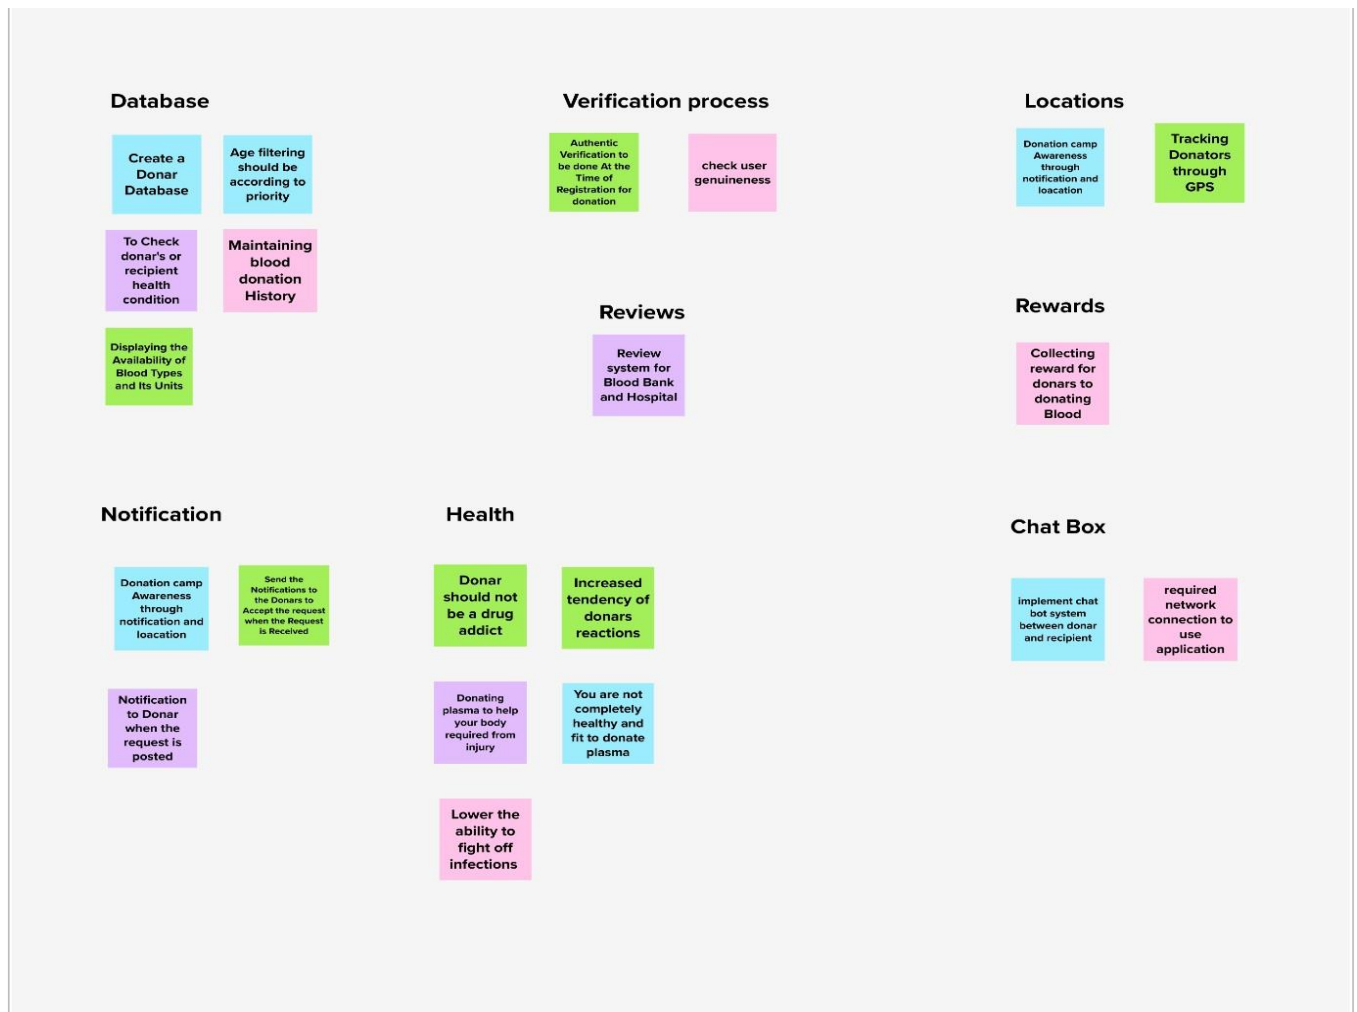 Database
Create a
Donar
Database
Age filtering
should be
according to
priority
To Check
donar's or
recipient
health
condition
Maintaining
blood
donation
History
Displaying the
Availability of
Blood Types
and Its Units
Verification process
Authentic
Verification to
be done At the
Time of
Registration for
donation
check user
genuineness
Locations
Donation camp
Awareness
through
notification and
loacation
Tracking
Donators
through
GPS
Reviews
Review
system for
Blood Bank
and Hospital
Rewards
Collecting
reward for
donars to
donating
Blood
Notification
Donation camp
Awareness
through
notification and
loacation
Send the
Notifications to
the Donars to
Accept the request
when the Request
is Received
Notification
to Donar
when the
request is
posted
Health
Donar
should not
be a drug
addict
Increased
tendency of
donars
reactions
Donating
plasma to help
your body
required from
injury
You are not
completely
healthy and
fit to donate
plasma
Lower the
ability to
fight off
infections
Chat Box
implement chat
bot system
between donar
and recipient
required
network
connection to
use
application